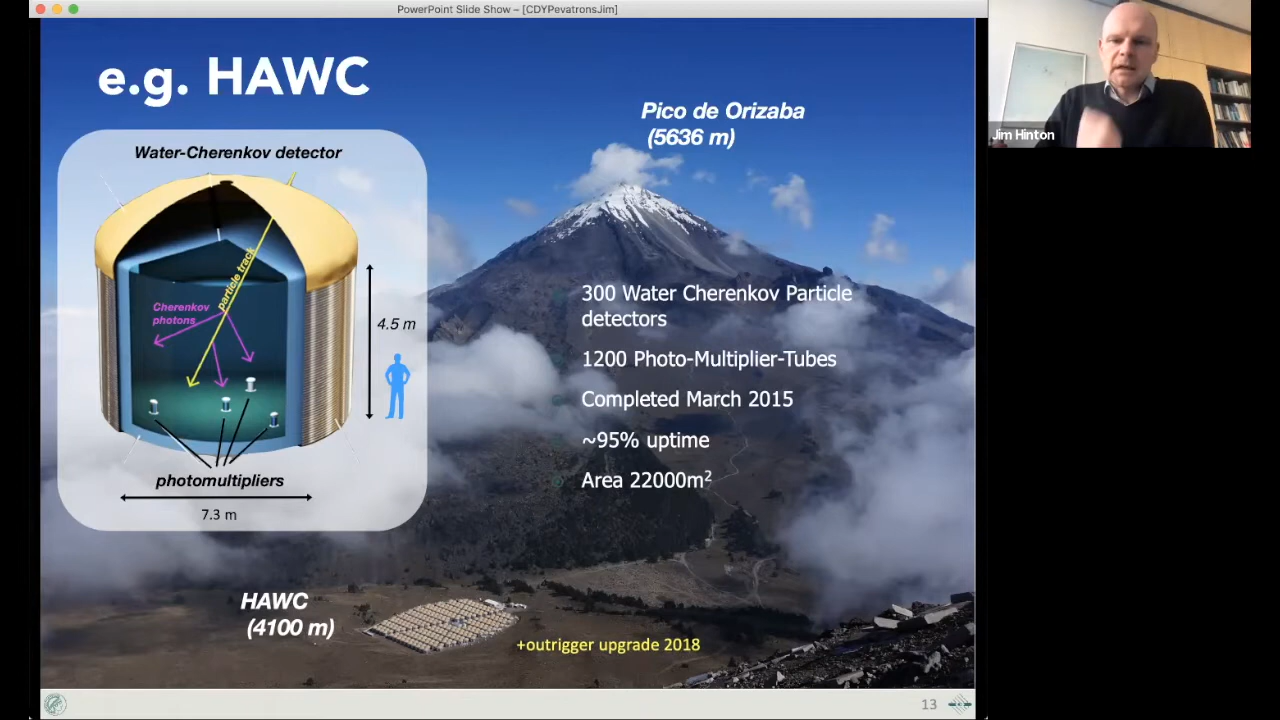 PowerPoint Slide Show – [CDYPevatronsJim]
e.g. HAWC
Pico de Orizaba
(5636 m)
Jim Hinton
Water-Cherenkov detector
particle track
Cherenkov
photons
4.5 m
photomultipliers
7.3 m
300 Water Cherenkov Particle
detectors
1200 Photo-Multiplier-Tubes
Completed March 2015
~95% uptime
Area 22000m²
HAWC
(4100 m)
+outrigger upgrade 2018
13